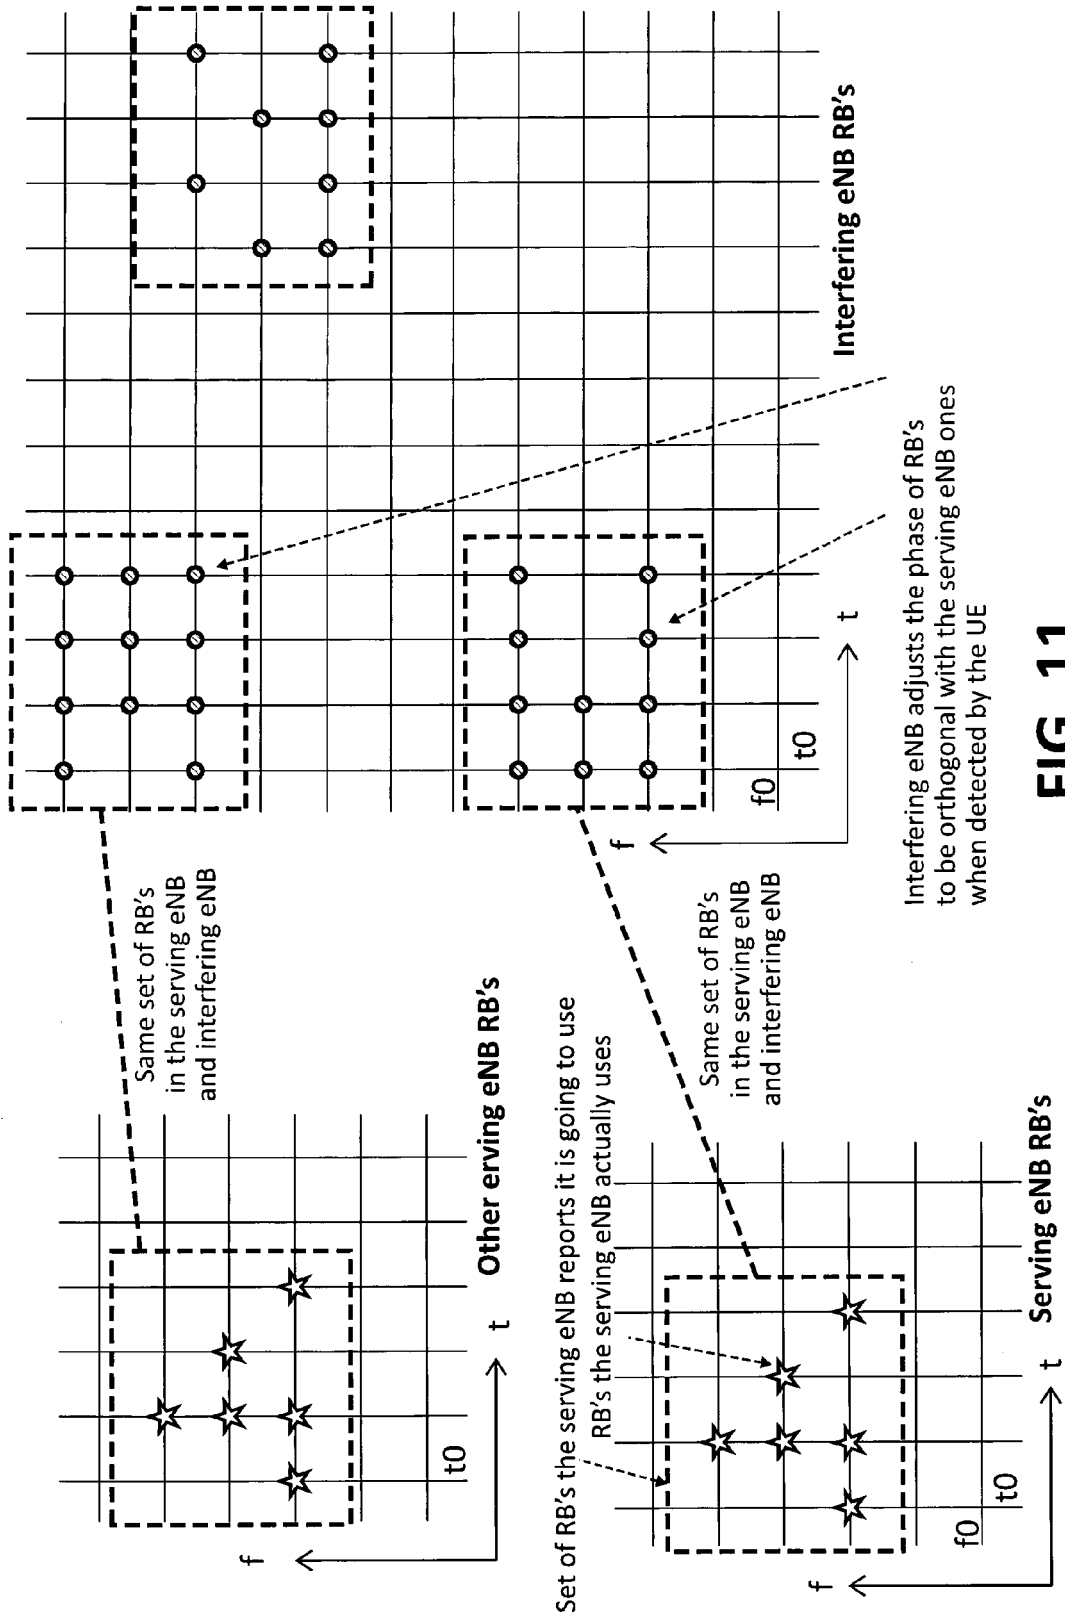 Same set of RB's
in the serving eNB
and interfering eNB
f
t0
t
Other erving eNB RB's
Set of RB's the serving eNB reports it is going to use
RB's the serving eNB actually uses
Same set of RB's
in the serving eNB
and interfering eNB
f
f0
t0
t
Serving eNB RB's
f
f0
t0
t
Interfering eNB RB's
Interfering eNB adjusts the phase of RB's
to be orthogonal with the serving eNB ones
when detected by the UE
FIG. 11